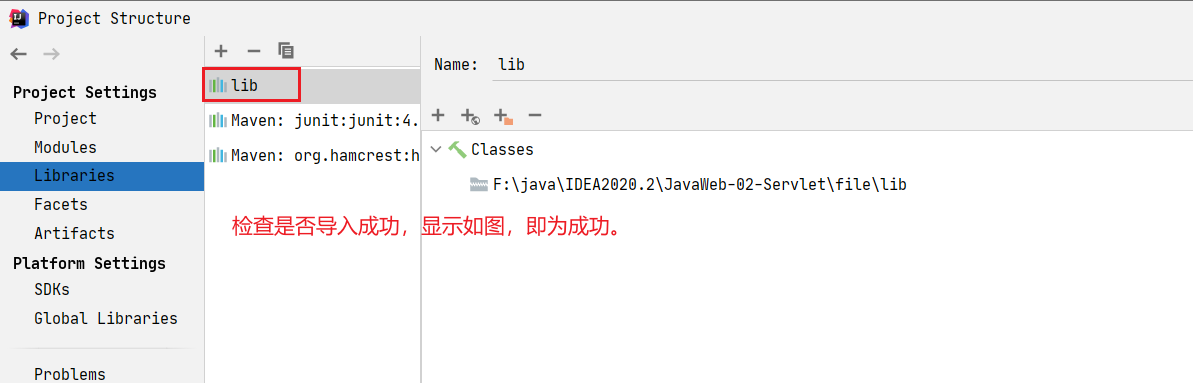 Project Structure
Project Settings
Project
Modules
Libraries
Facets
Artifacts
Platform Settings
SDKs
Global Libraries
Problems
lib
Maven: junit:junit:4.
Maven: org.hamcrest:h
Name: lib
Classes
F:\java\IDEA2020.2\JavaWeb-02-Servlet\file\lib
检查是否导入成功，显示如图，即为成功。